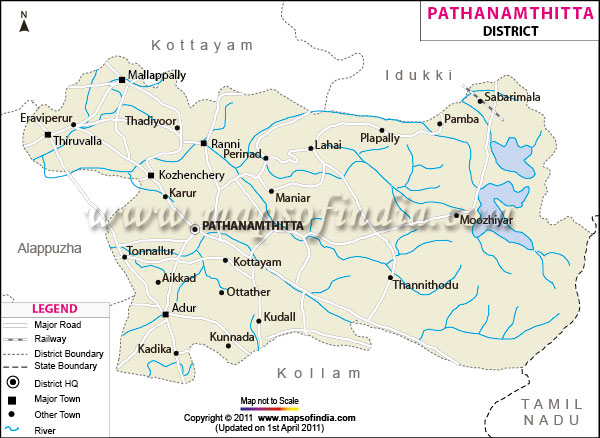 PATHANAMTHITTA
DISTRICT
N
Kottayam
Idukki
Mallappally
Sabarimala
Eraviperur
Thadiyoor
Pamba
Plapally
Thiruvalla
Ranni
Lahai
Perinad
Kozhenchery
Karur
Maniar
www.mapsofindia.com
Moozhiyar
PATHANAMTHITTA
Alappuzha
Tonnallur
Kottayam
Aikkad
Thannithodu
Ottather
Adur
Kudall
Kunnada
Kadika
Kollam
TAMIL
NADU
LEGEND
Major Road
Railway
District Boundary
State Boundary
District HQ
Major Town
Other Town
River
Map not to Scale
Copyright © 2011 www.mapsofindia.com
(Updated on 1st April 2011)